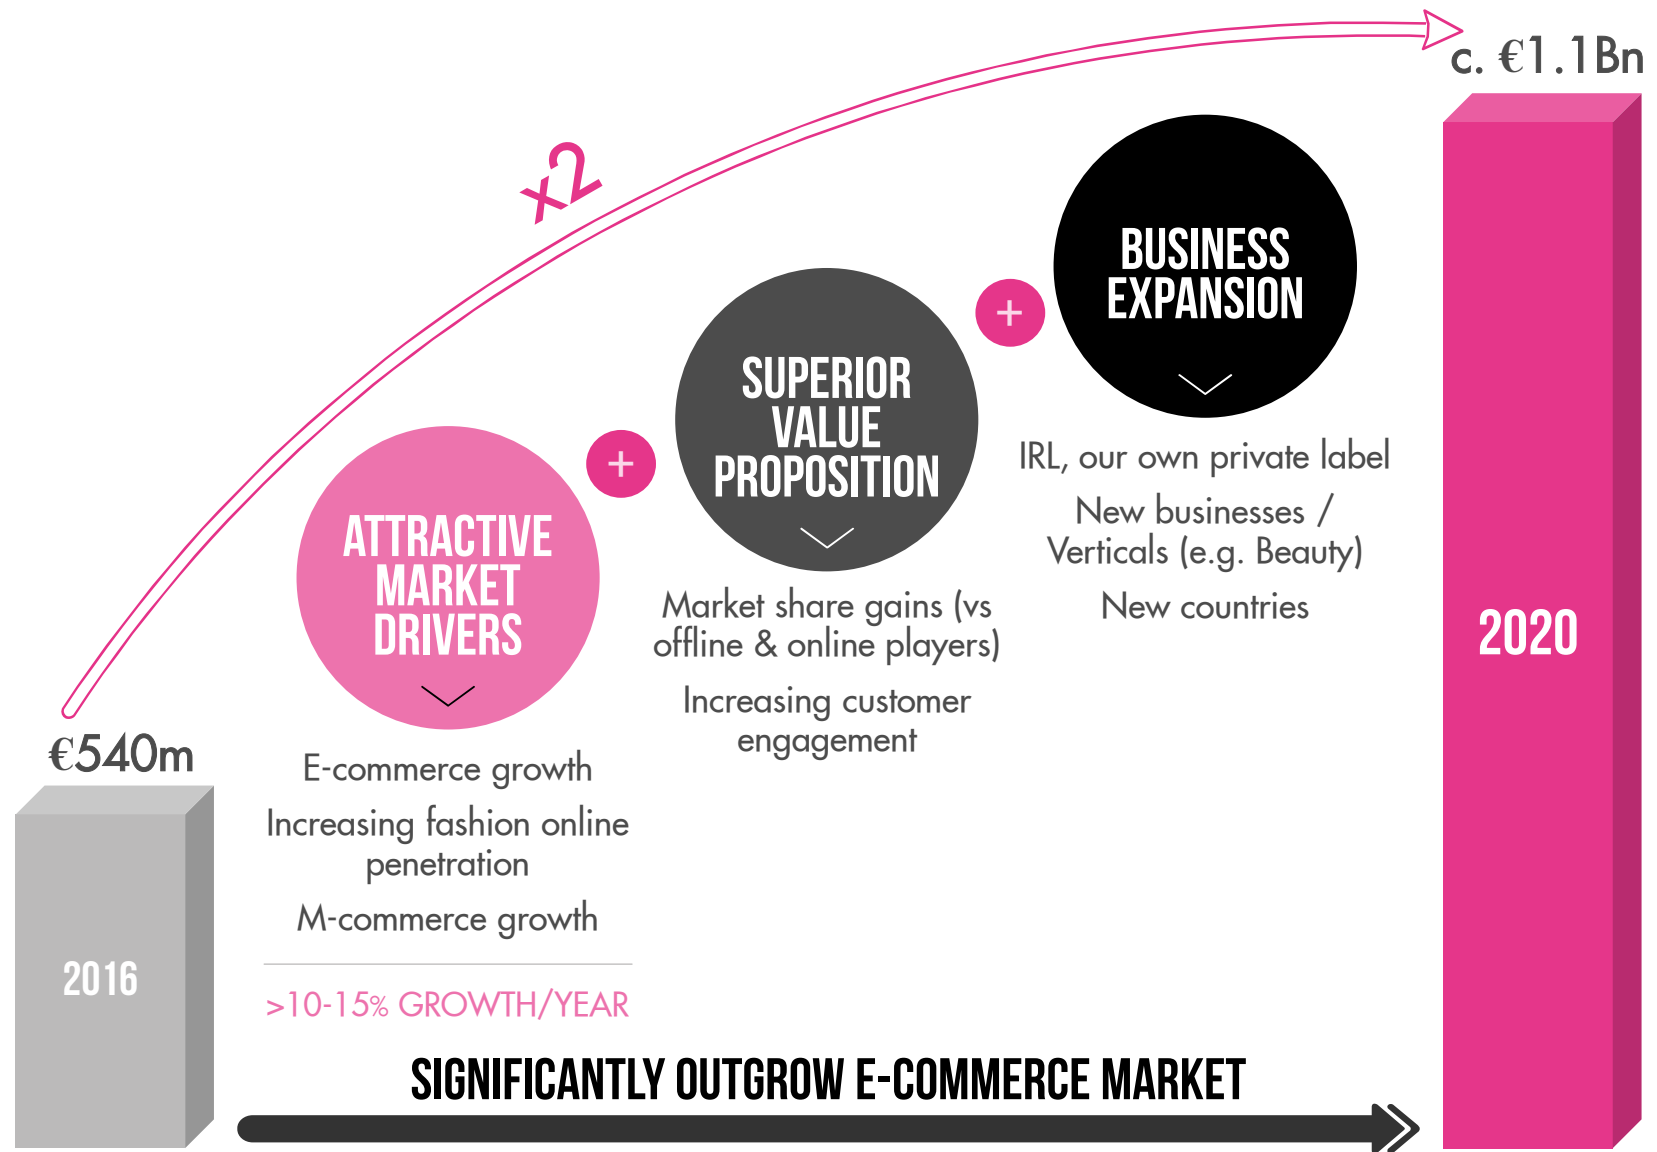 c. €1.1Bn
x2
BUSINESS
EXPANSION
+
SUPERIOR
VALUE
PROPOSITION
+
ATTRACTIVE
MARKET
DRIVERS
IRL, our own private label
New businesses /
Verticals (e.g. Beauty)
New countries
Market share gains (vs
offline & online players)
Increasing customer
engagement
€540m
E-commerce growth
Increasing fashion online
penetration
M-commerce growth
>10-15% GROWTH/YEAR
2016
2020
SIGNIFICANTLY OUTGROW E-COMMERCE MARKET